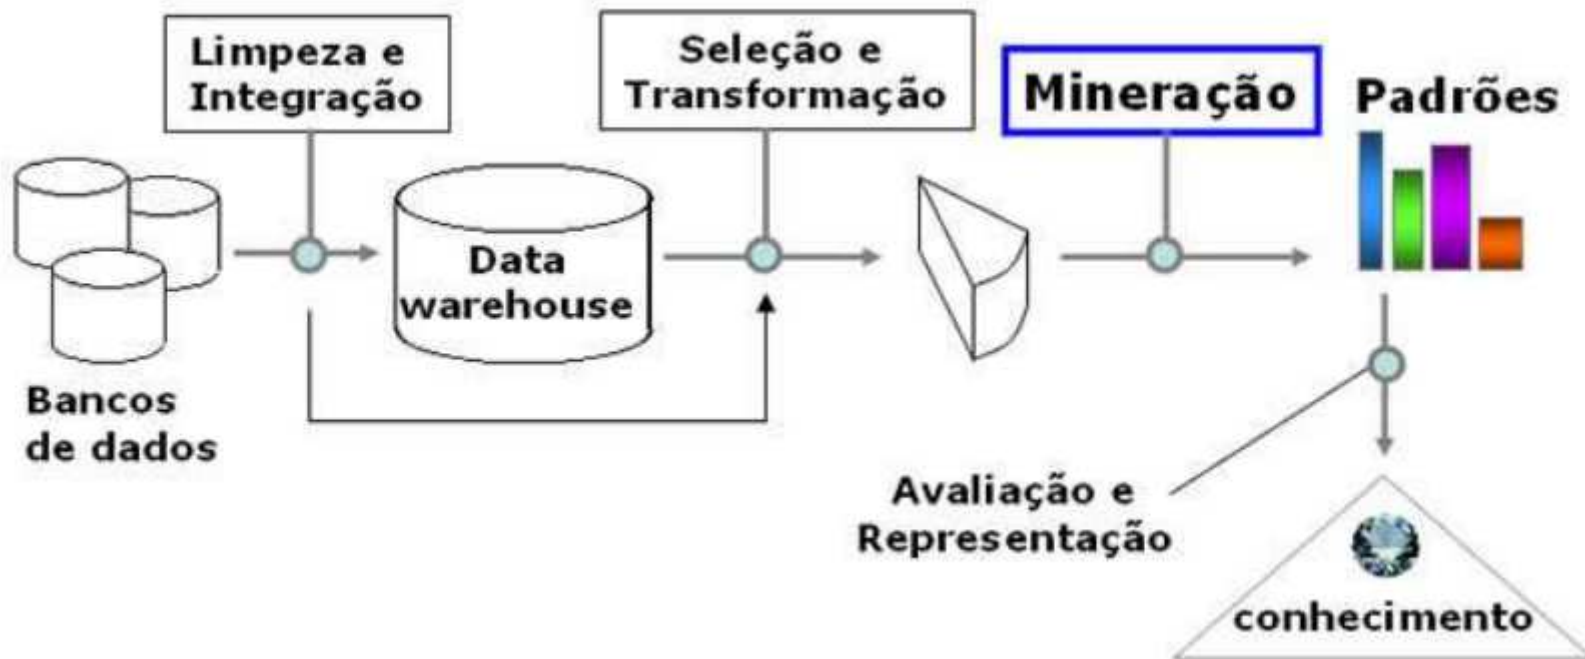 Limpeza e
Integração
Seleção e
Transformação
Mineração
Padrões
Data
warehouse
Bancos
de dados
Avaliação e
Representação
conhecimento